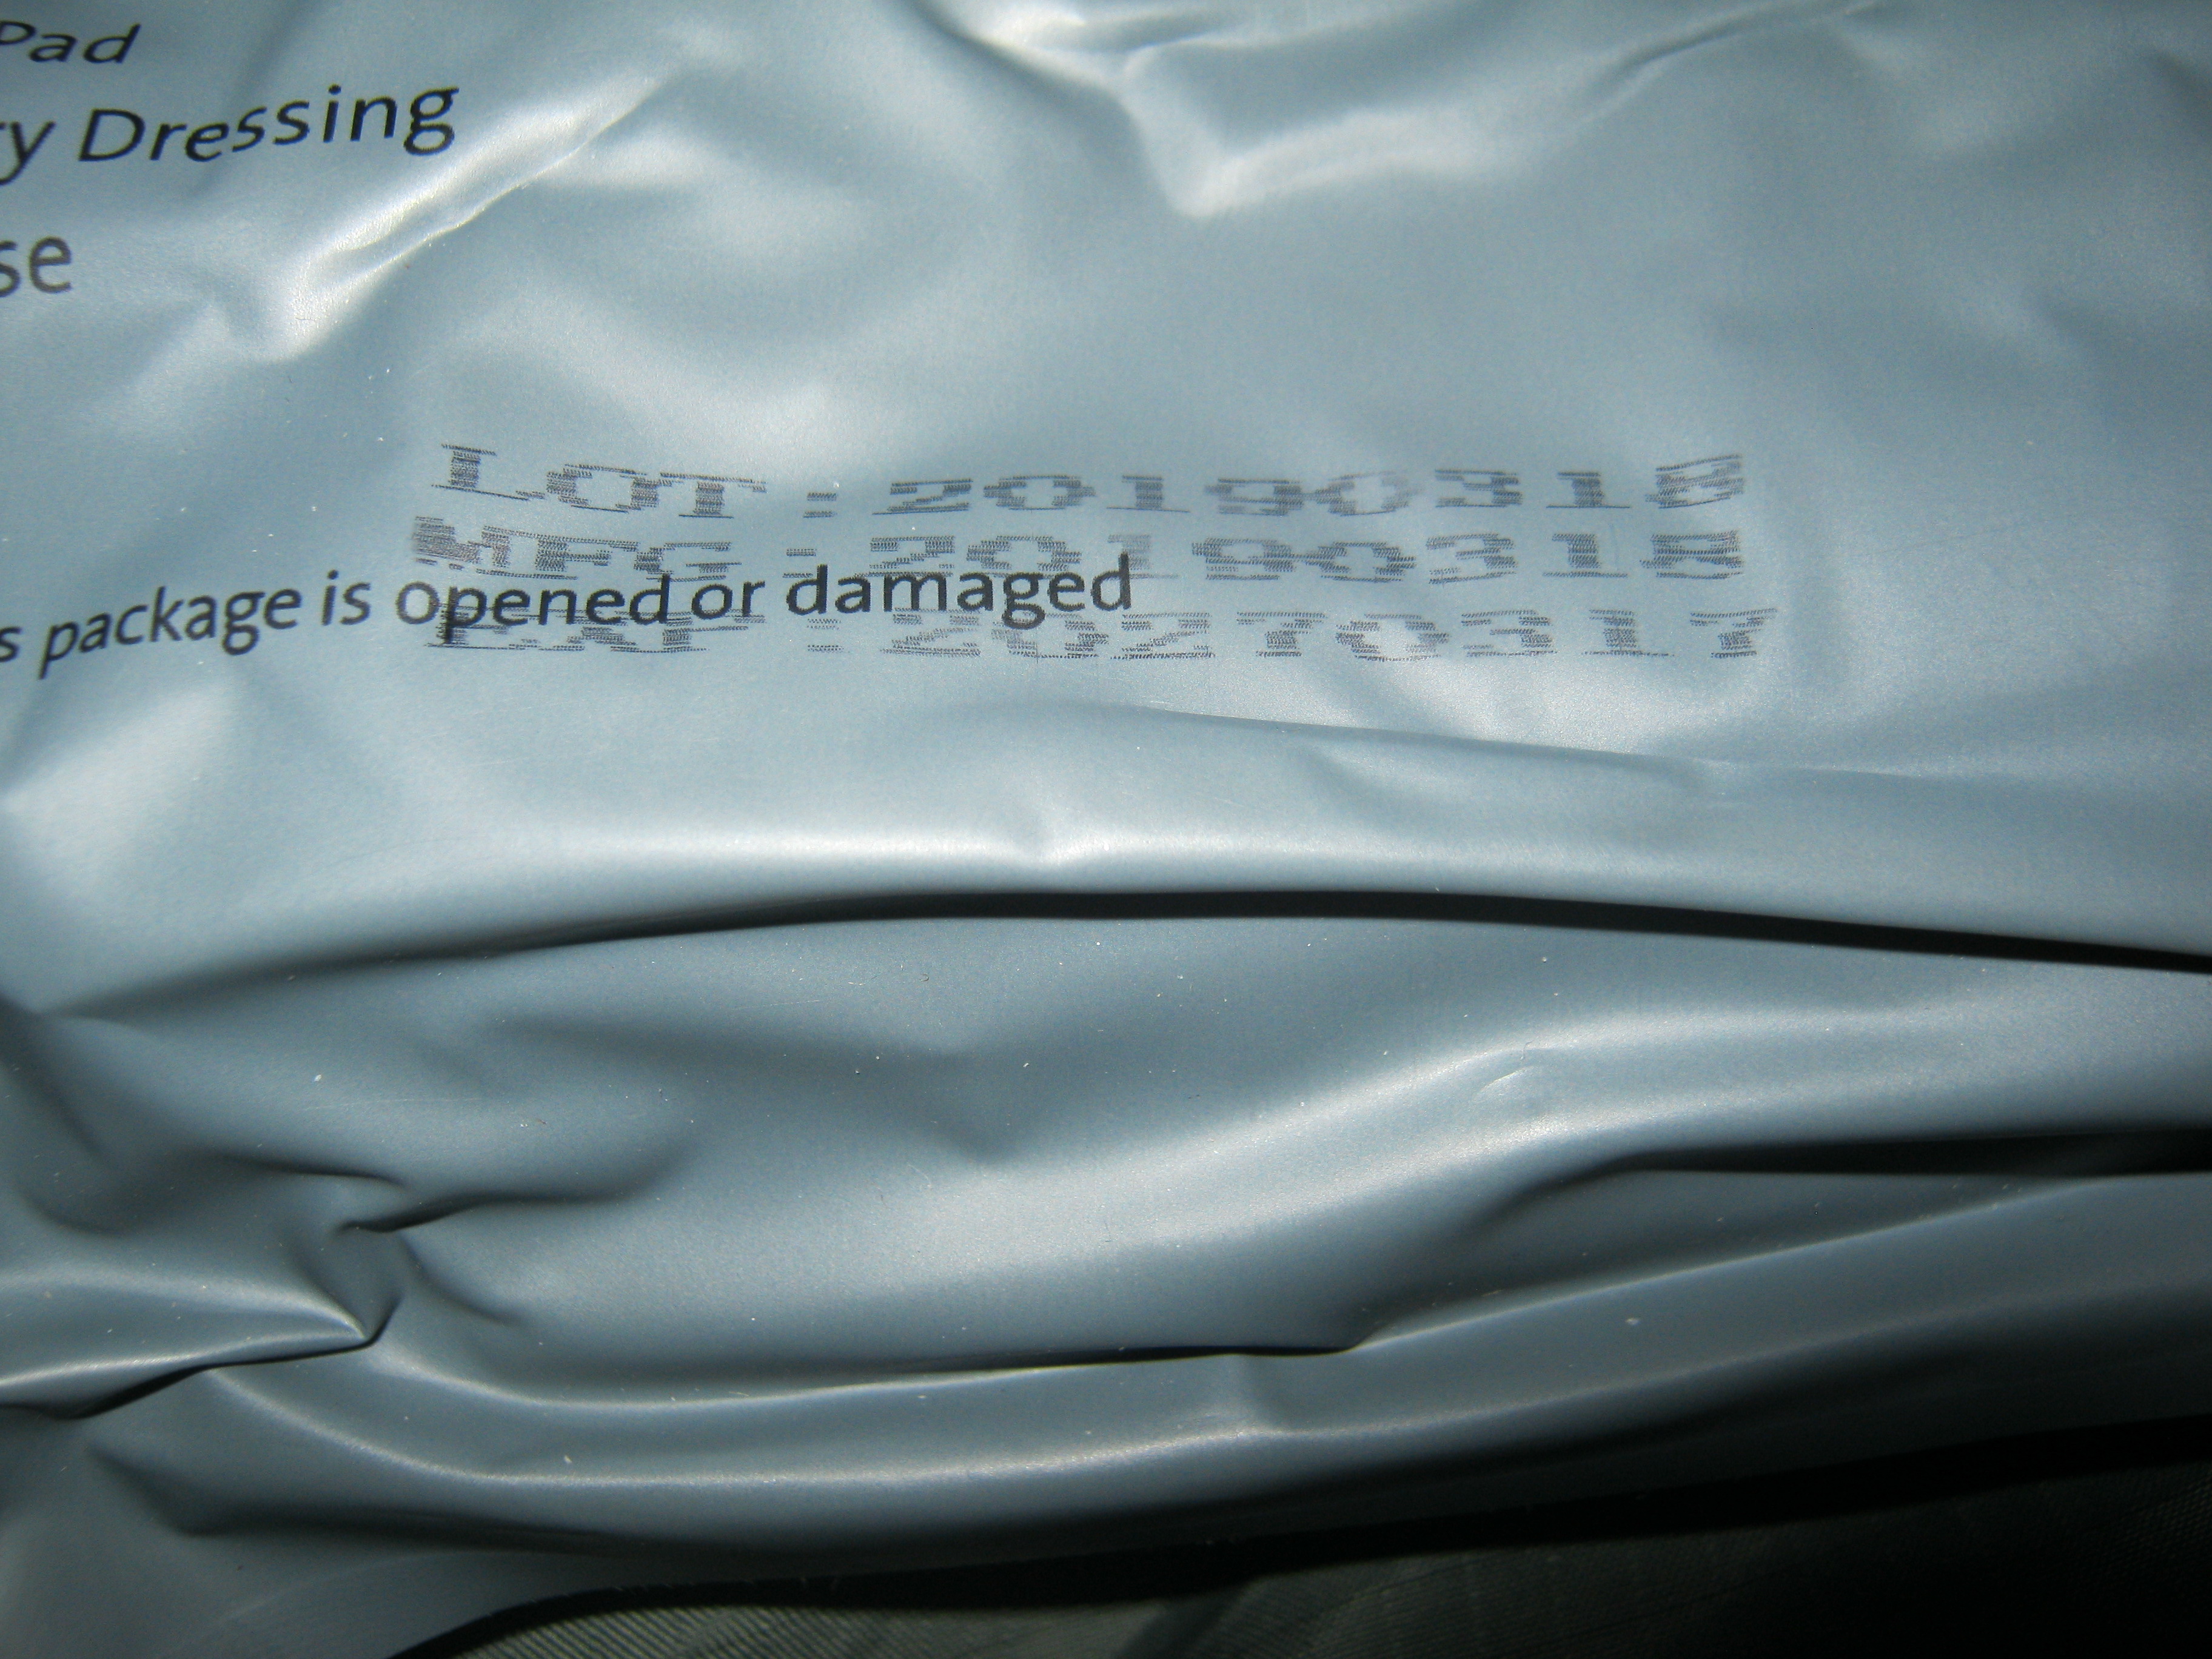 Pad
y Dressing
se
LOT:20190318
MFG:20190318
s package is opened or damaged
EXP:20270317